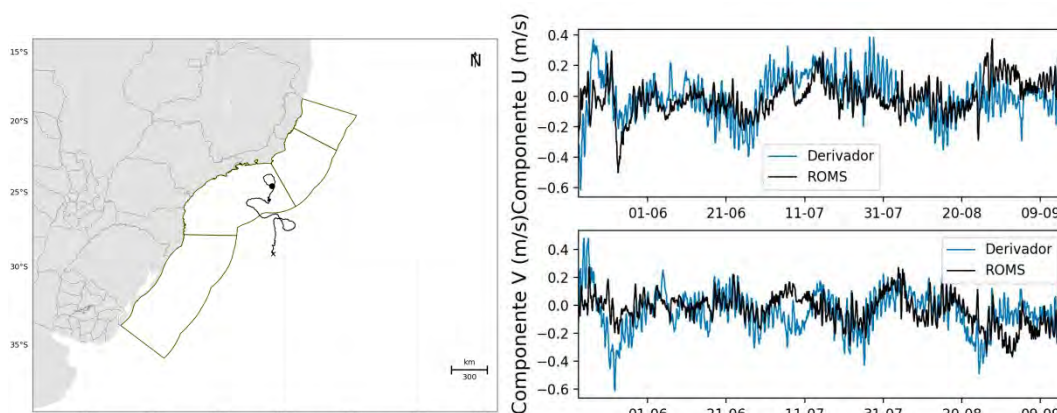 15°S
20°S
25°S
30°S
35°S
N
km
300
Componente U (m/s)
0.4
0.2
0.0
−0.2
−0.4
−0.6
Derivador
ROMS
01-06 21-06 11-07 31-07 20-08 09-09
Componente V (m/s)
0.4
0.2
0.0
−0.2
−0.4
−0.6
Derivador
ROMS
01-06 21-06 11-07 31-07 20-08 09-09